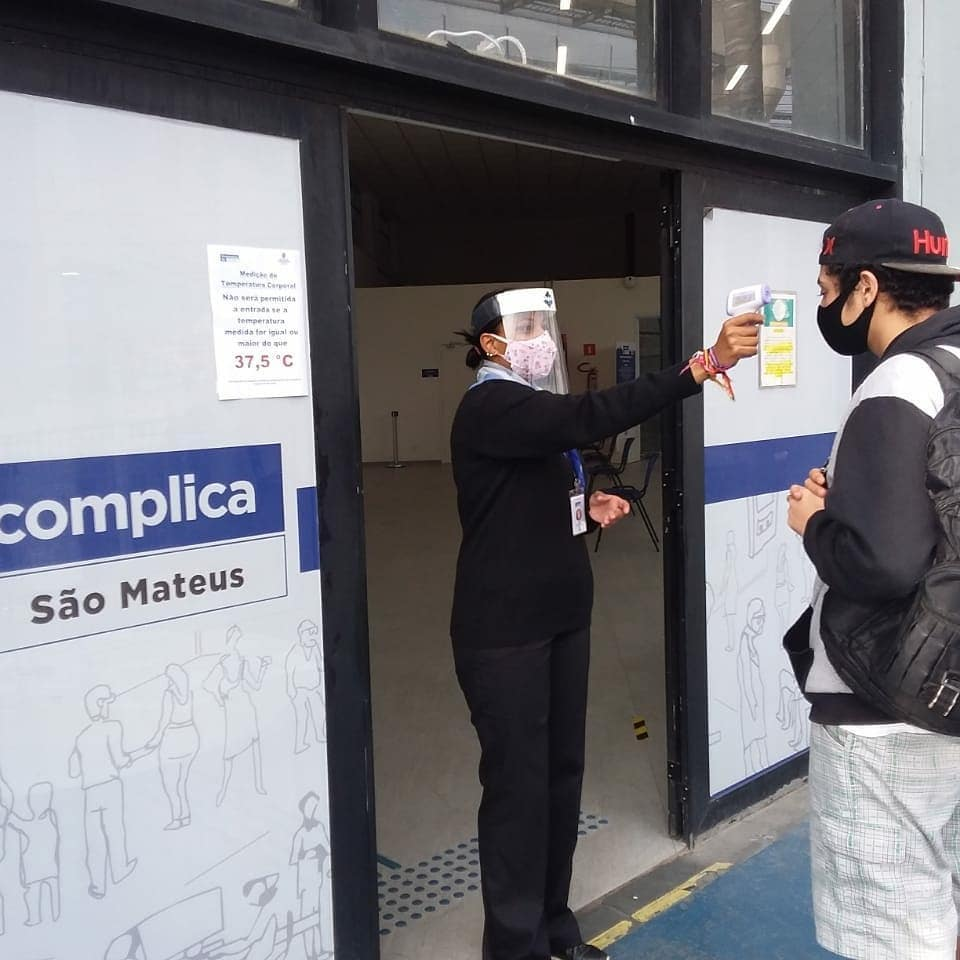 Medição de
Temperatura Corporal
Não será permitida
a entrada se a
temperatura
medida for igual ou
maior do que
37,5 °C
complica
São Mateus
Hur